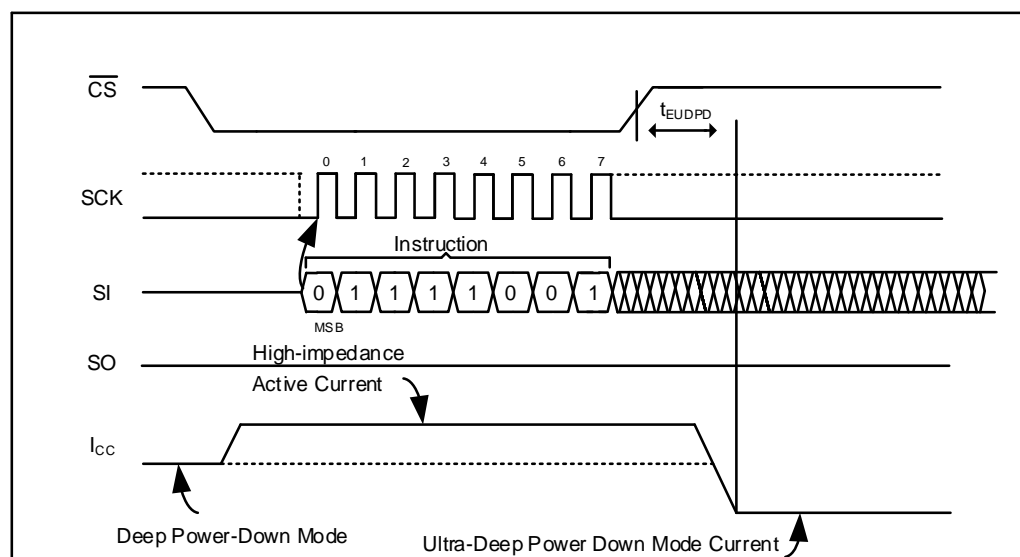 CS
tEUDPD
0 1 2 3 4 5 6 7
SCK
Instruction
SI 0 1 1 1 1 0 0 1
MSB
High-impedance
SO
Active Current
ICC
Deep Power-Down Mode
Ultra-Deep Power Down Mode Current